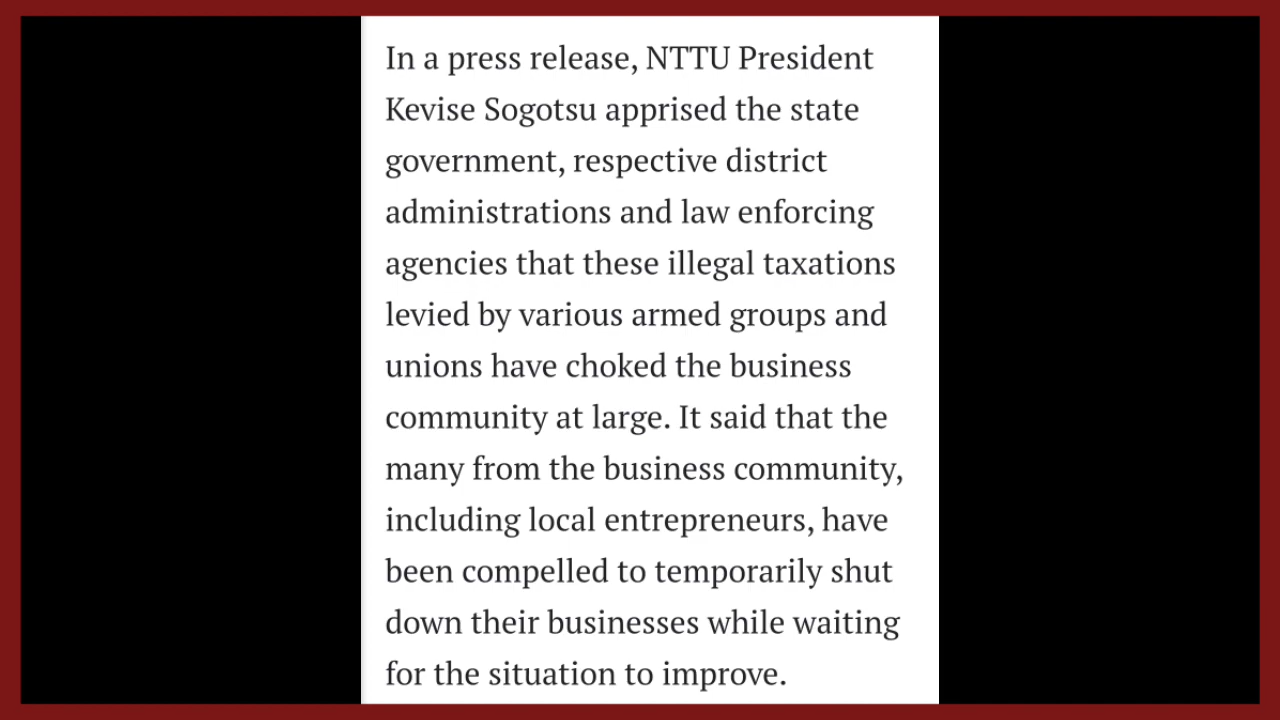 In a press release, NTTU President
Kevise Sogotsu apprised the state
government, respective district
administrations and law enforcing
agencies that these illegal taxations
levied by various armed groups and
unions have choked the business
community at large. It said that the
many from the business community,
including local entrepreneurs, have
been compelled to temporarily shut
down their businesses while waiting
for the situation to improve.